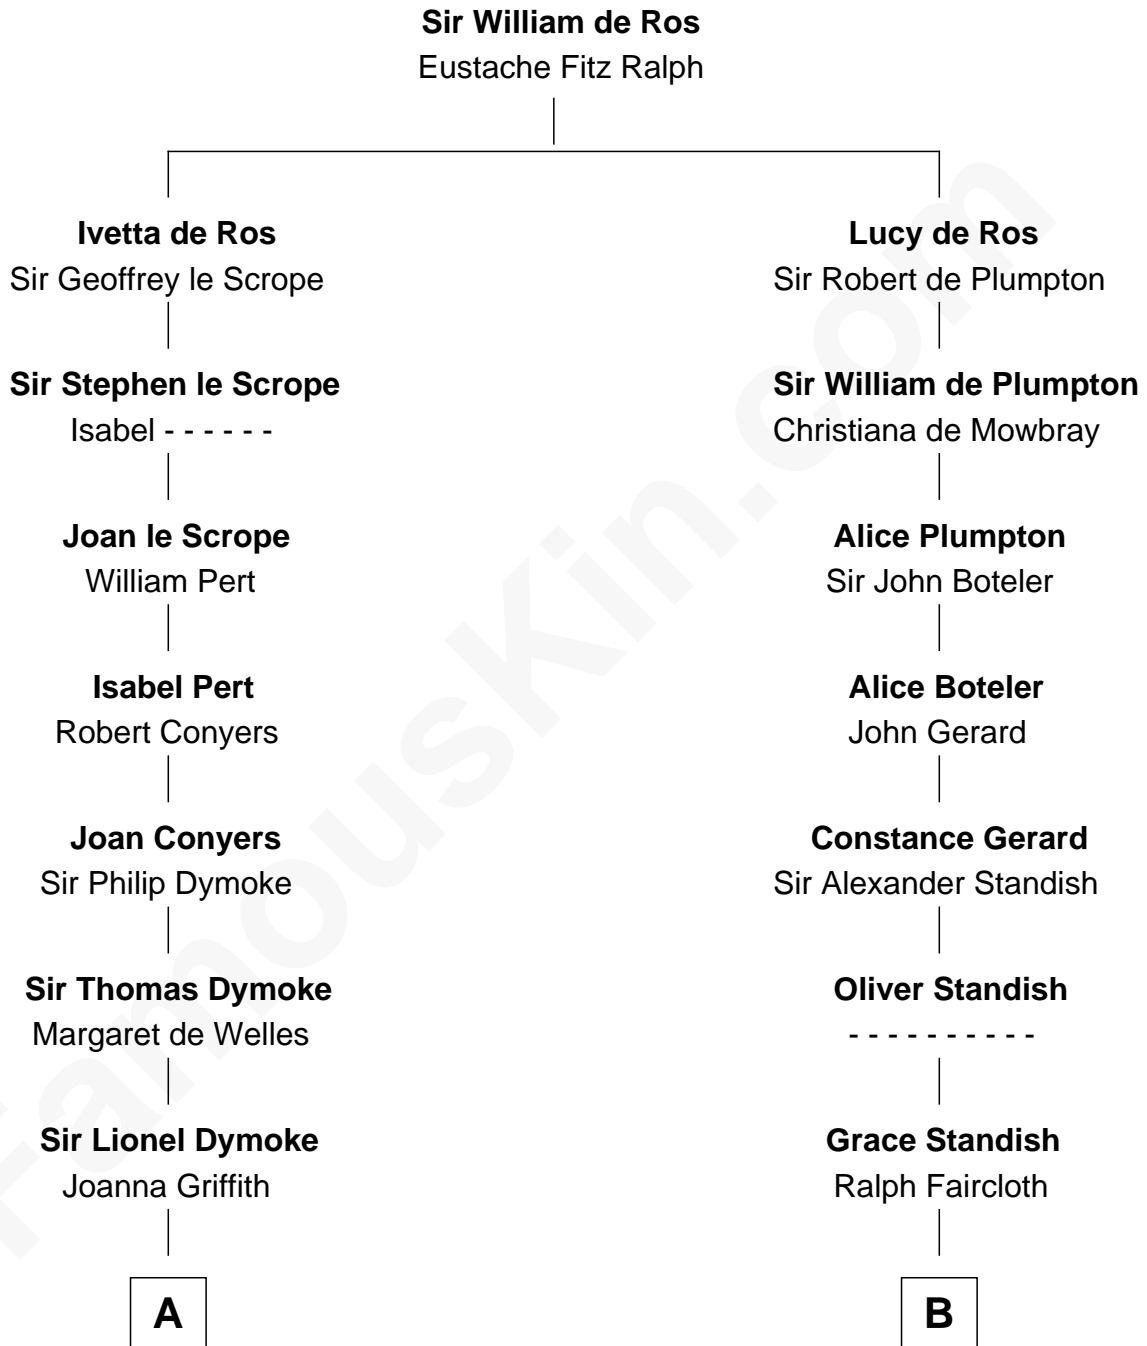 Sir William de Ros
Eustache Fitz Ralph
Ivetta de Ros
Sir Geoffrey le Scrope
Lucy de Ros
Sir Robert de Plumpton
Sir Stephen le Scrope
Isabel - - - - - -
Sir William de Plumpton
Christiana de Mowbray
Joan le Scrope
William Pert
Alice Plumpton
Sir John Boteler
Isabel Pert
Robert Conyers
Alice Boteler
John Gerard
Joan Conyers
Sir Philip Dymoke
Constance Gerard
Sir Alexander Standish
Sir Thomas Dymoke
Margaret de Welles
Oliver Standish
- - - - - - - - - -
Sir Lionel Dymoke
Joanna Griffith
Grace Standish
Ralph Faircloth
A
B
FamousKin.com